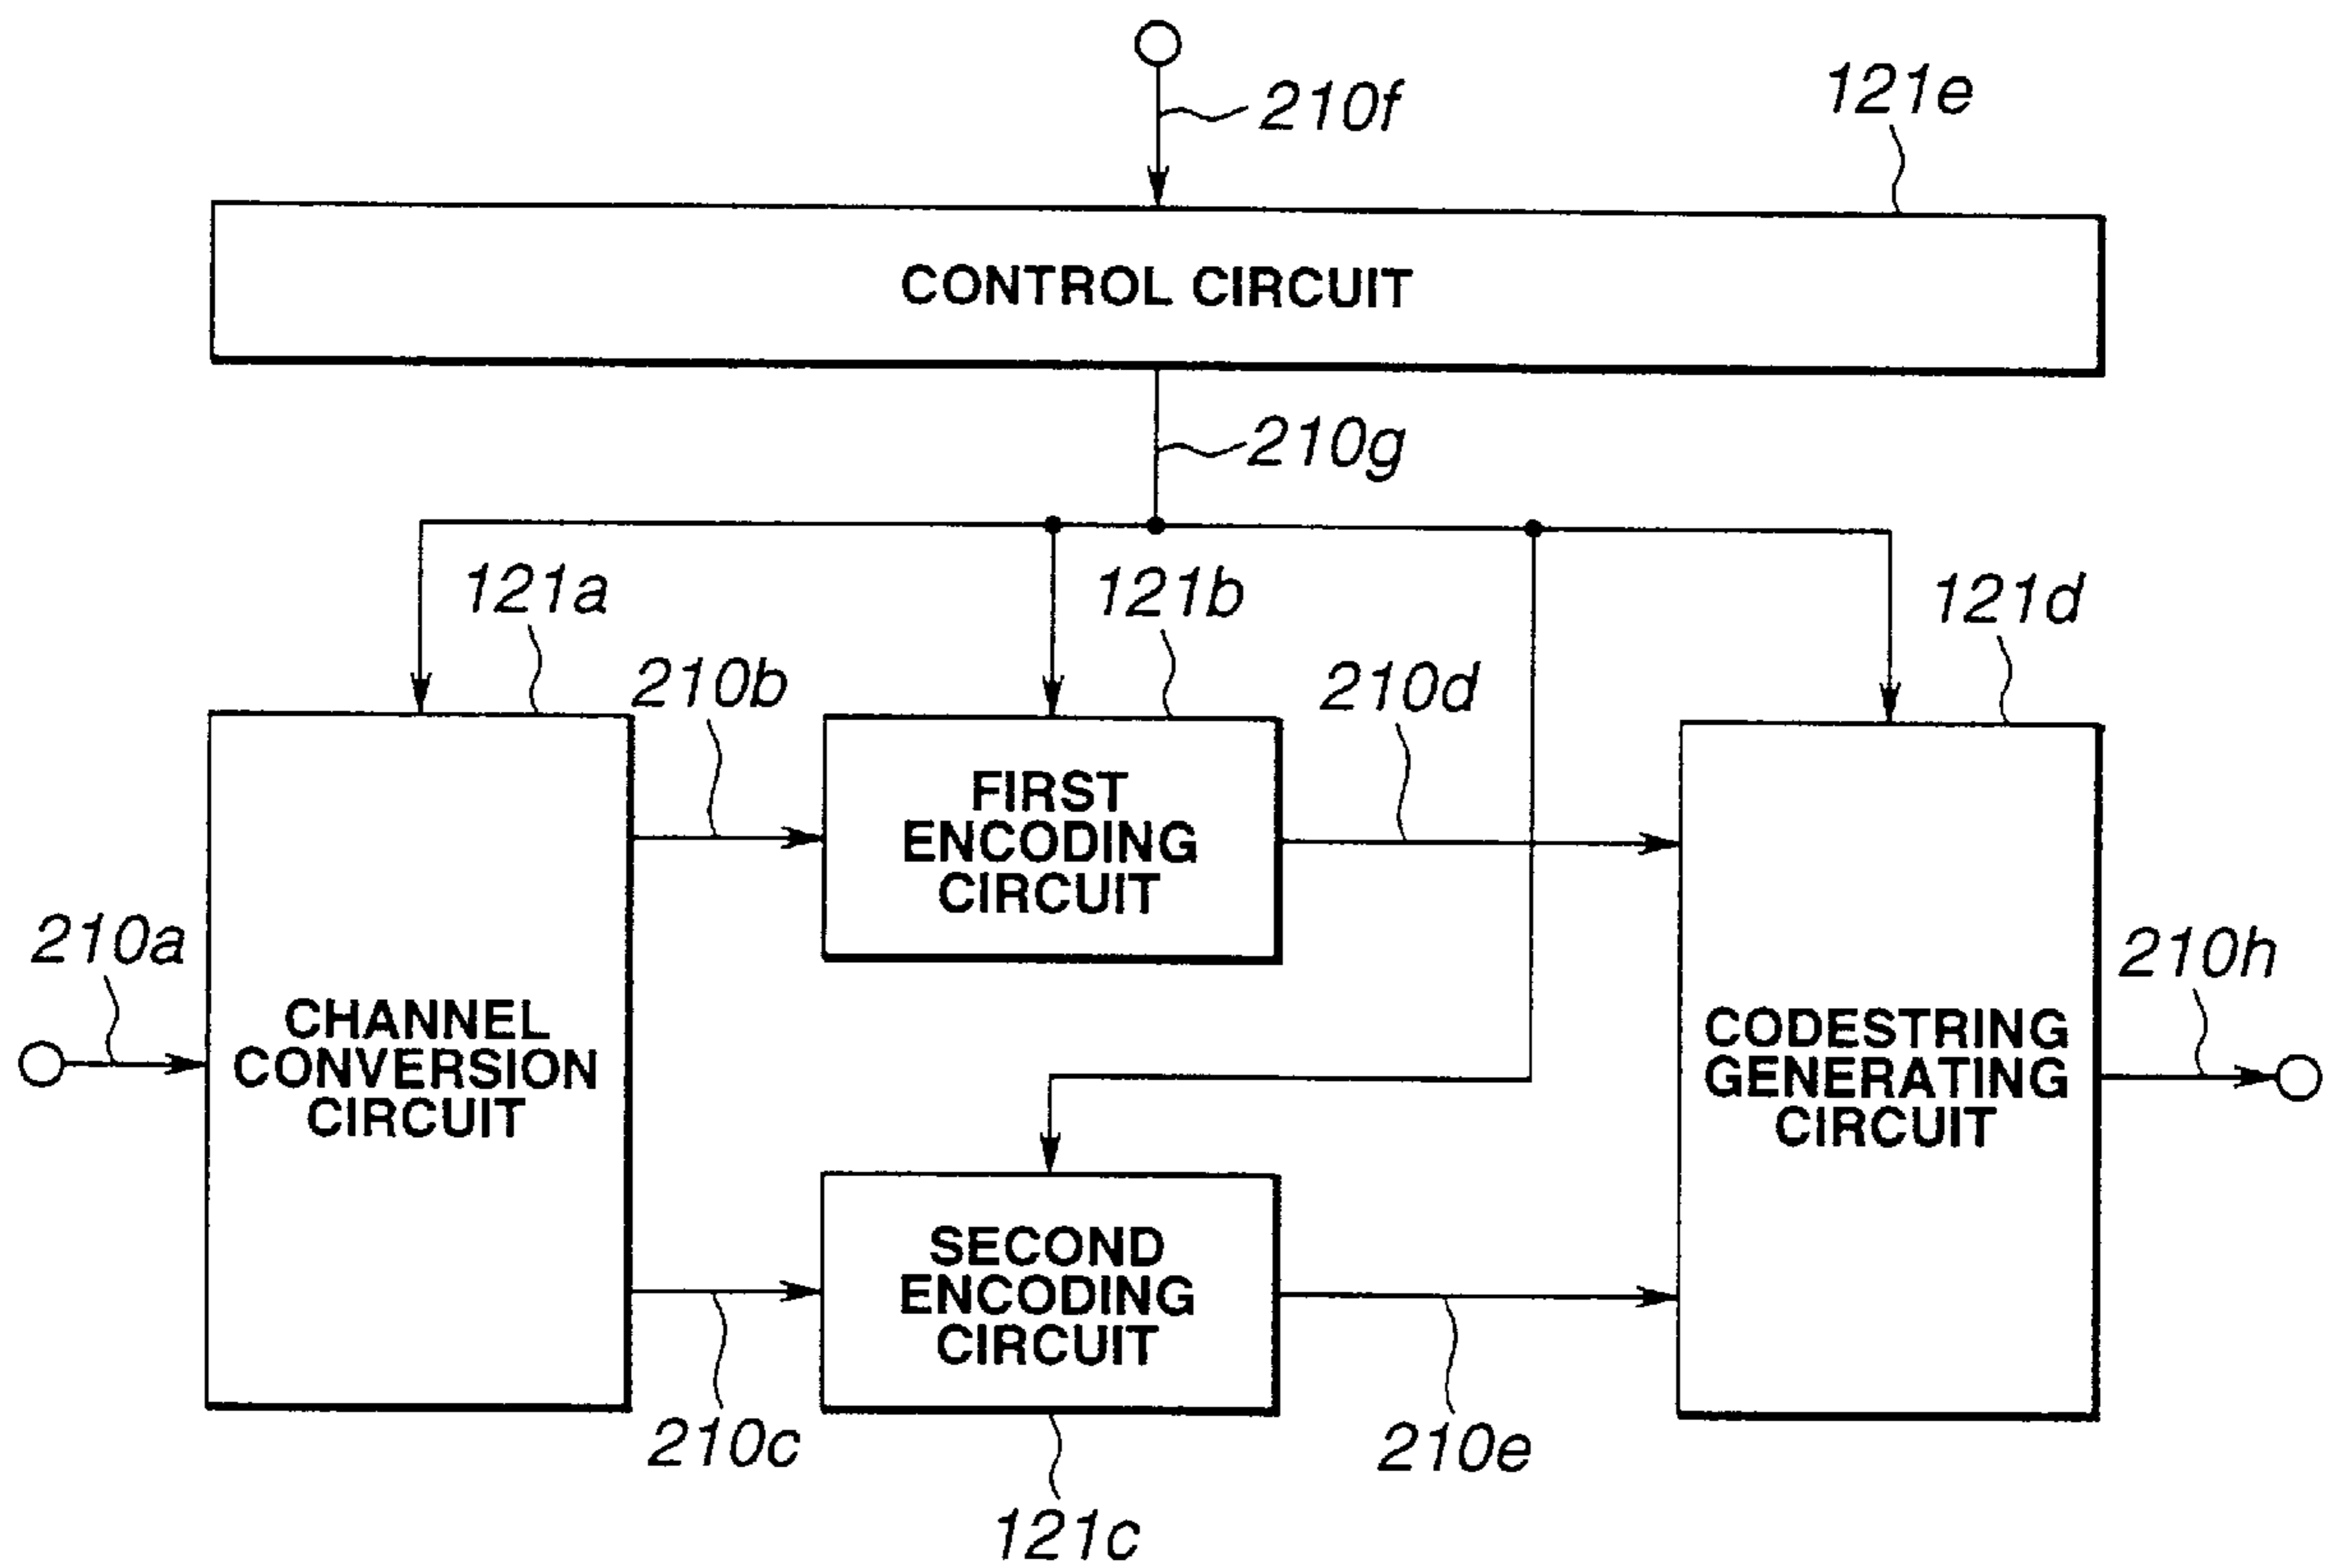 210f
121e
CONTROL CIRCUIT
210g
121a
121b
121d
210b
210d
FIRST
ENCODING
CIRCUIT
210a
210h
CHANNEL
CONVERSION
CIRCUIT
CODESTRING
GENERATING
CIRCUIT
SECOND
ENCODING
CIRCUIT
210c
210e
121c